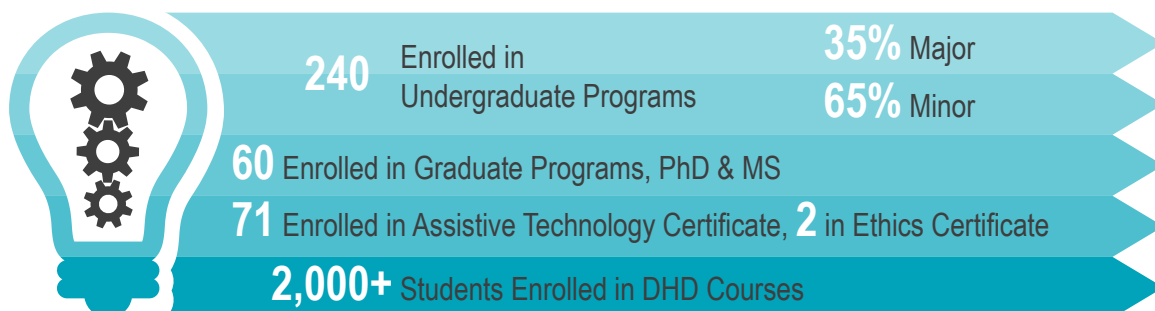 240 Enrolled in
Undergraduate Programs
35% Major
65% Minor
60 Enrolled in Graduate Programs, PhD & MS
71 Enrolled in Assistive Technology Certificate, 2 in Ethics Certificate
2,000+ Students Enrolled in DHD Courses